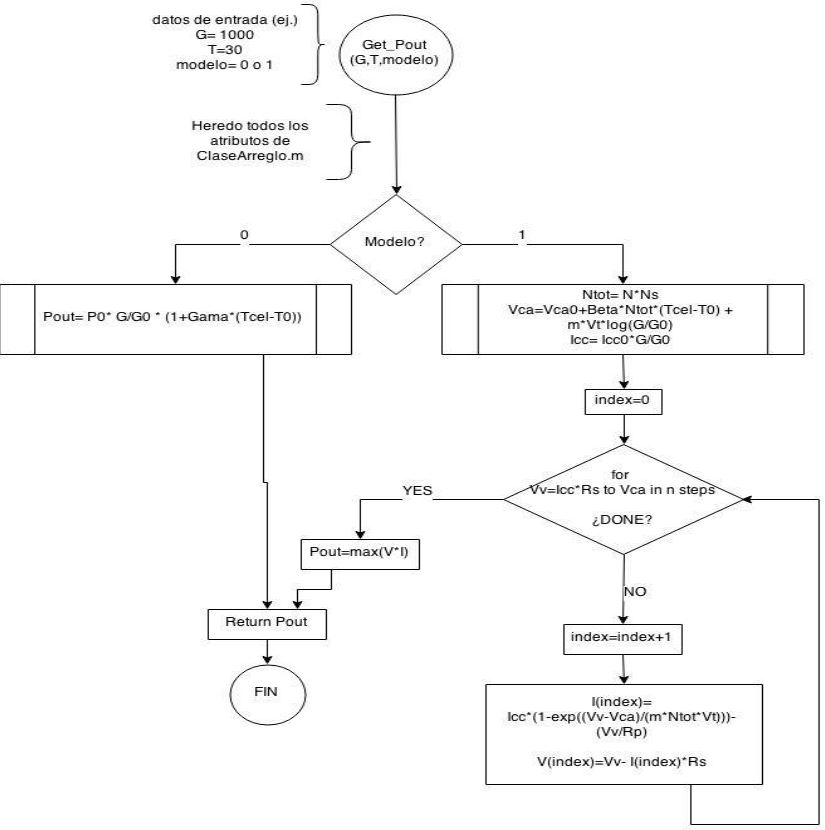 datos de entrada (ej.)
G= 1000
T=30
modelo= 0 o 1
Get_Pout
(G,T,modelo)
Heredo todos los
atributos de
ClaseArreglo.m
Modelo?
0
1
Pout= P0* G/G0 * (1+Gama*(Tcel-T0))
Ntot= N*Ns
Vca=Vca0+Beta*Ntot*(Tcel-T0) +
m*Vt*log(G/G0)
Icc= Icc0*G/G0
index=0
for
Vv=Icc*Rs to Vca in n steps
¿DONE?
YES
Pout=max(V*I)
NO
Return Pout
index=index+1
FIN
I(index)=
Icc*(1-exp((Vv-Vca)/(m*Ntot*Vt)))-
(Vv/Rp)
V(index)=Vv- I(index)*Rs